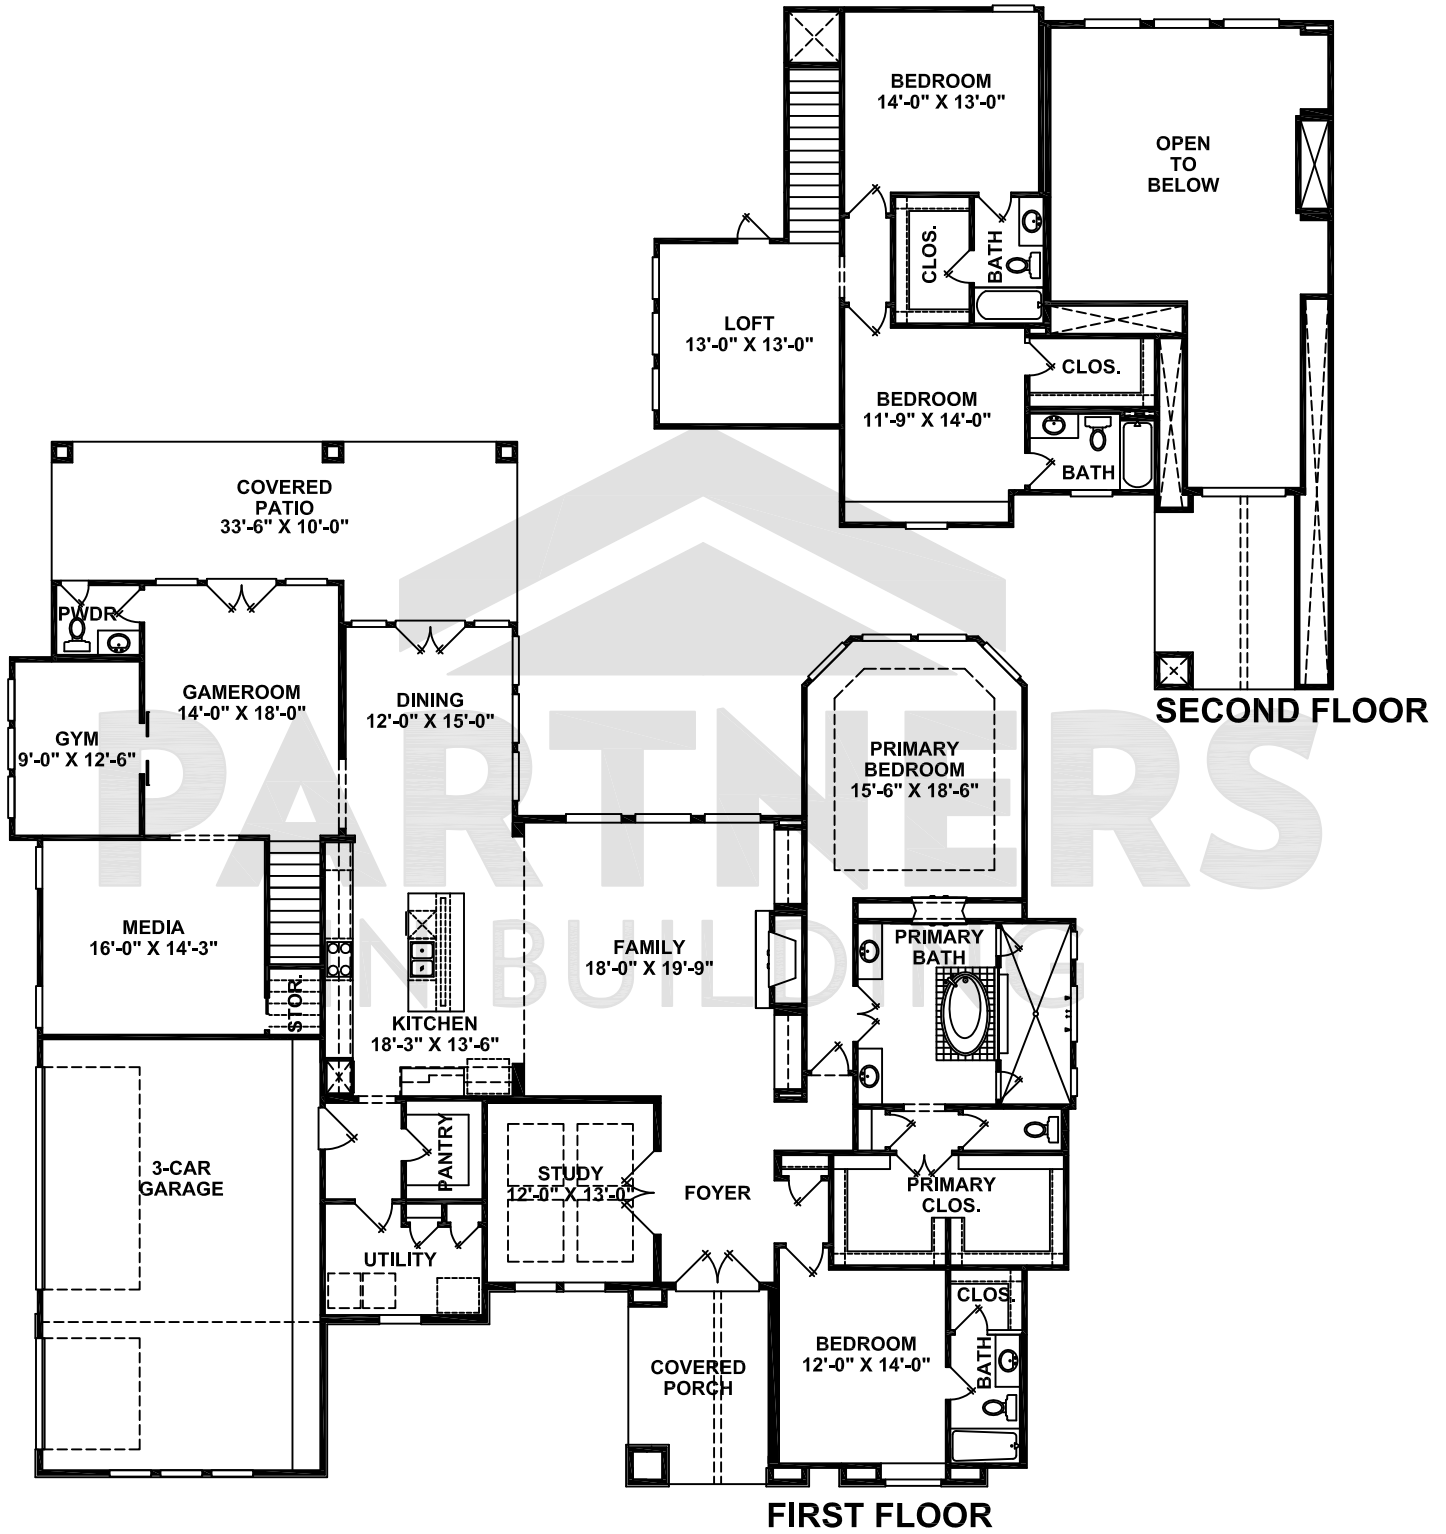 BEDROOM
14'-0" X 13'-0"
OPEN
TO
BELOW
CLOS.
BATH
LOFT
13'-0" X 13'-0"
CLOS.
BEDROOM
11'-9" X 14'-0"
BATH
SECOND FLOOR
COVERED
PATIO
33'-6" X 10'-0"
PWDR
GAMEROOM
14'-0" X 18'-0"
DINING
12'-0" X 15'-0"
GYM
9'-0" X 12'-6"
PRIMARY
BEDROOM
15'-6" X 18'-6"
PARTNERS
IN BUILDING
MEDIA
16'-0" X 14'-3"
STOR.
FAMILY
18'-0" X 19'-9"
PRIMARY
BATH
KITCHEN
18'-3" X 13'-6"
PANTRY
3-CAR
GARAGE
STUDY
12'-0" X 13'-0"
FOYER
PRIMARY
CLOS.
UTILITY
CLOS.
BEDROOM
12'-0" X 14'-0"
BATH
COVERED
PORCH
FIRST FLOOR